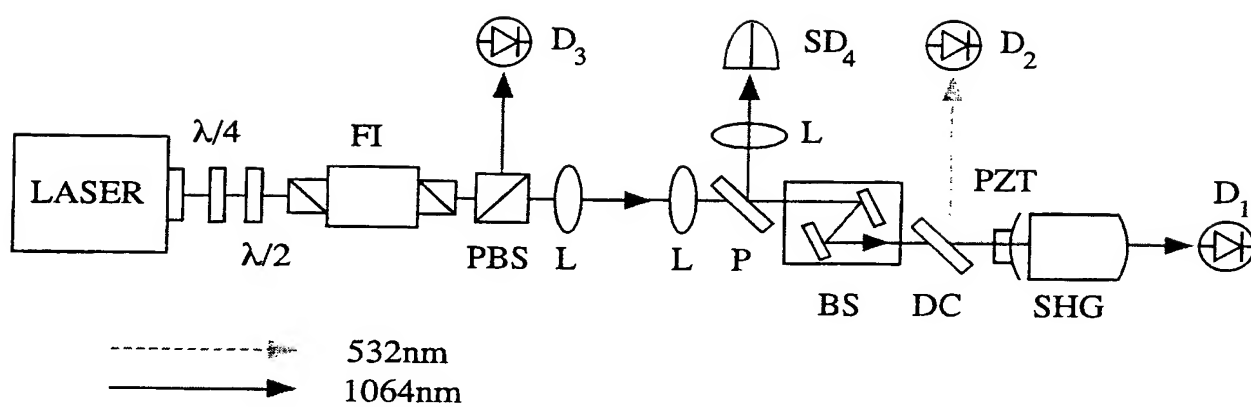 D3
SD4
D2
λ/4
FI
L
PZT
D1
LASER
λ/2
PBS
L
L
P
BS
DC
SHG
532nm
1064nm